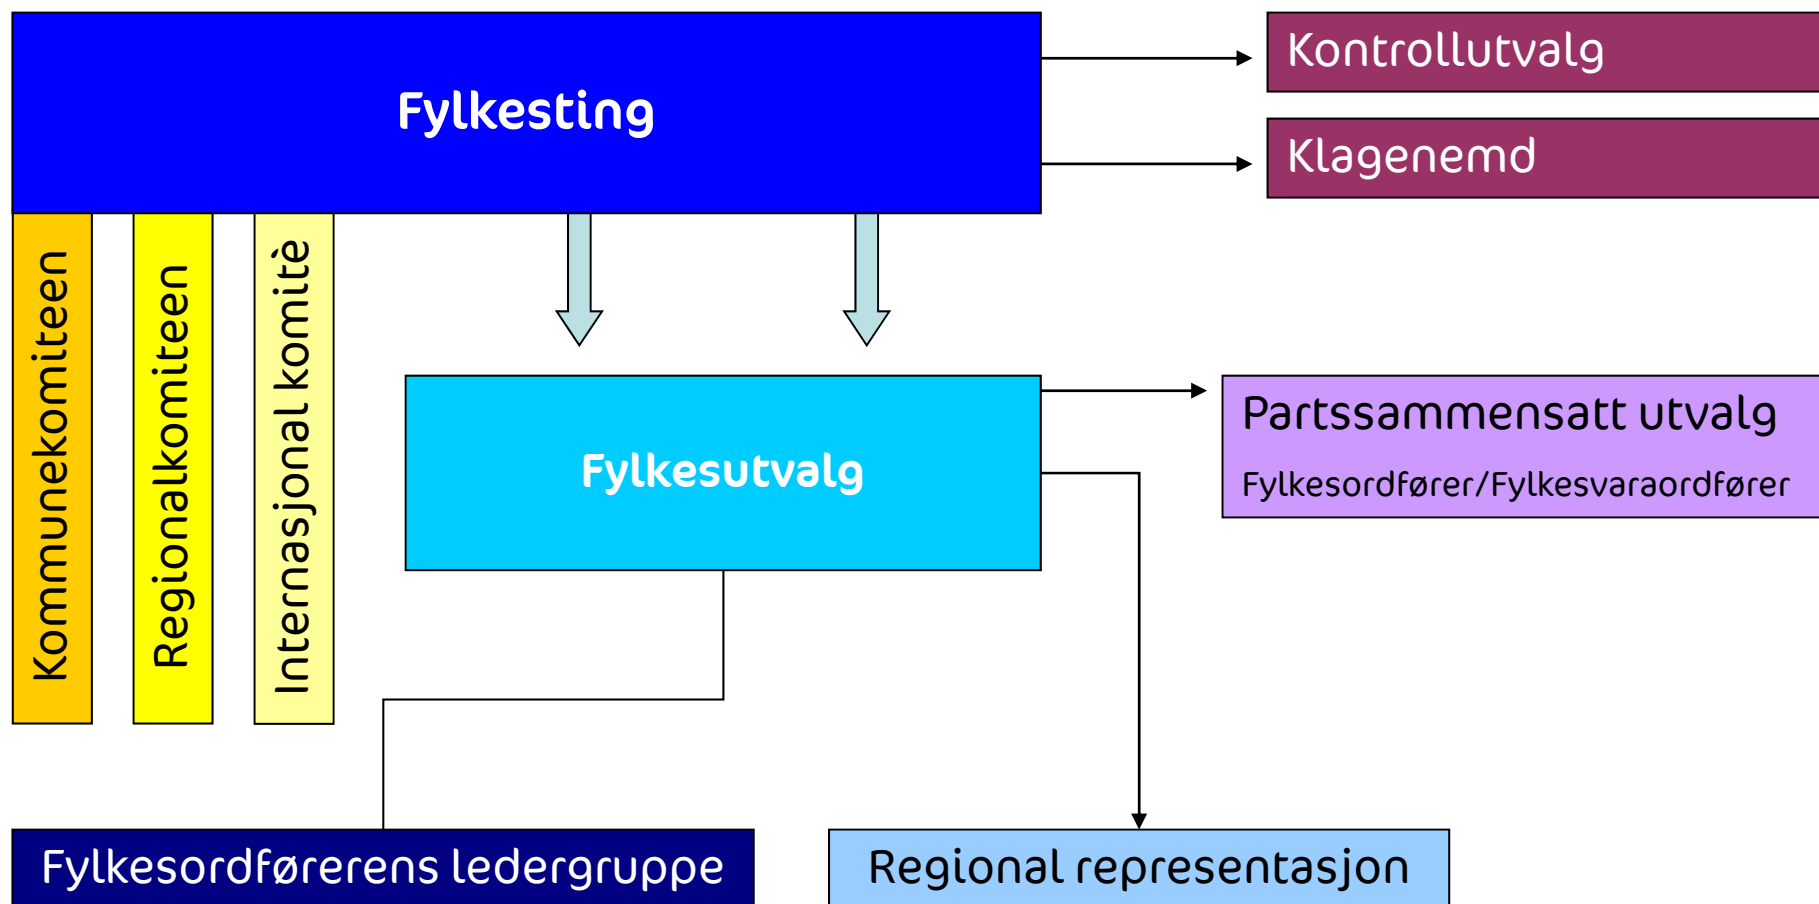 Fylkesting
Kontrollutvalg
Klagenemd
Kommunekomiteen
Regionalkomiteen
Internasjonal komitè
Fylkesutvalg
Partssammensatt utvalg
Fylkesordfører/Fylkesvaraordfører
Fylkesordførerens ledergruppe
Regional representasjon